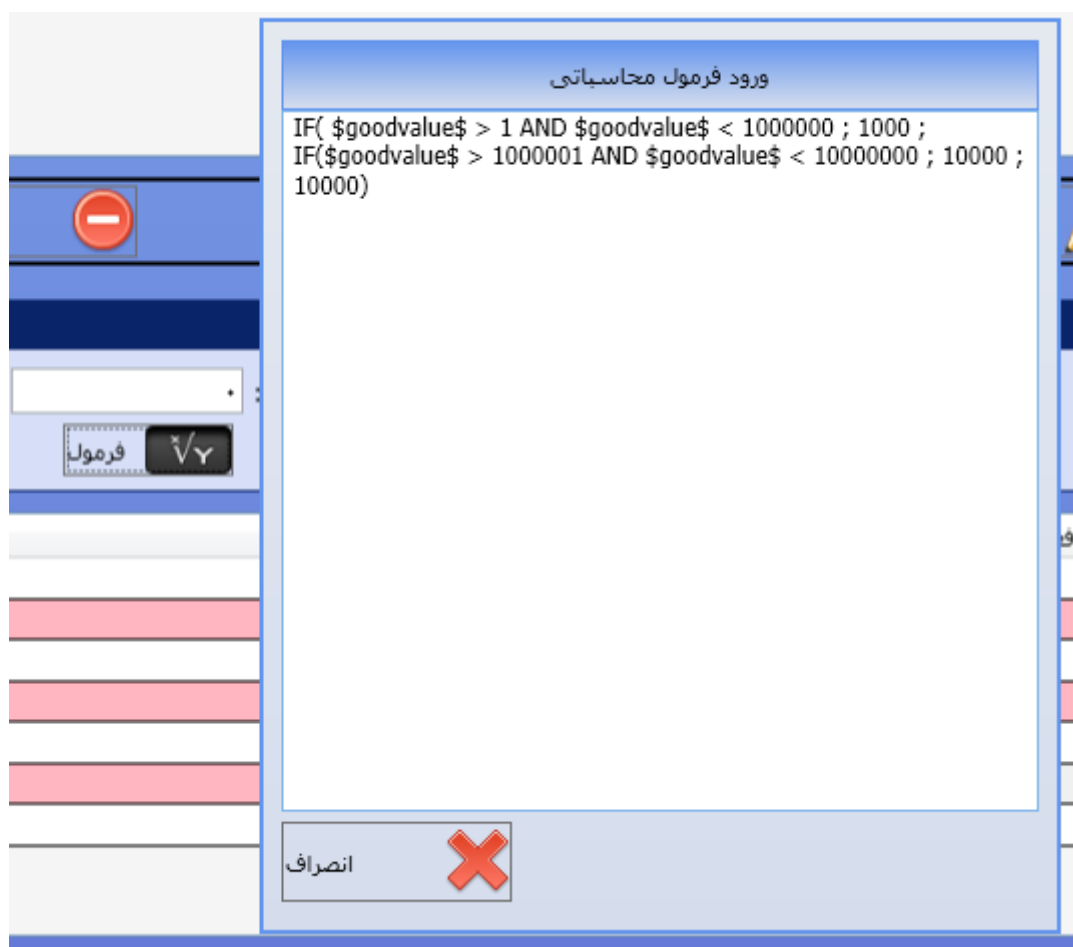 ورود فرمول محاسباتی
IF( $goodvalue$ > 1 AND $goodvalue$ < 1000000 ; 1000 ;
IF($goodvalue$ > 1000001 AND $goodvalue$ < 10000000 ; 10000 ;
10000)
۰ :
فرمول
انصراف